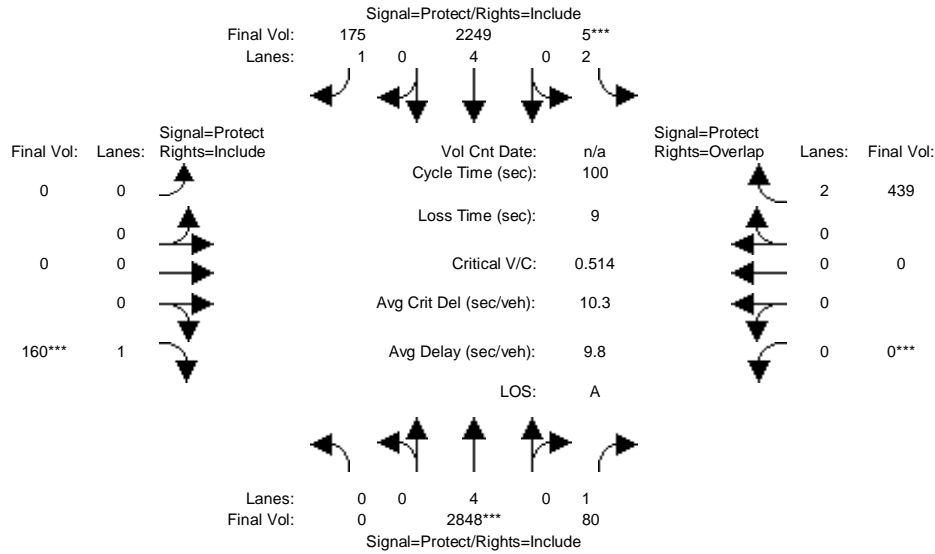 Signal=Protect/Rights=Include
Final Vol: 175 2249 5***
Lanes: 1 0 4 0 2
Signal=Protect
Final Vol: Lanes: Rights=Include
Vol Cnt Date: n/a
Signal=Protect
Rights=Overlap Lanes: Final Vol:
Cycle Time (sec): 100
0 0
2 439
Loss Time (sec): 9
0
0
0 0
Critical V/C: 0.514
0 0
0
Avg Crit Del (sec/veh): 10.3
0
160*** 1
Avg Delay (sec/veh): 9.8
0 0***
LOS: A
Lanes: 0 0 4 0 1
Final Vol: 0 2848*** 80
Signal=Protect/Rights=Include